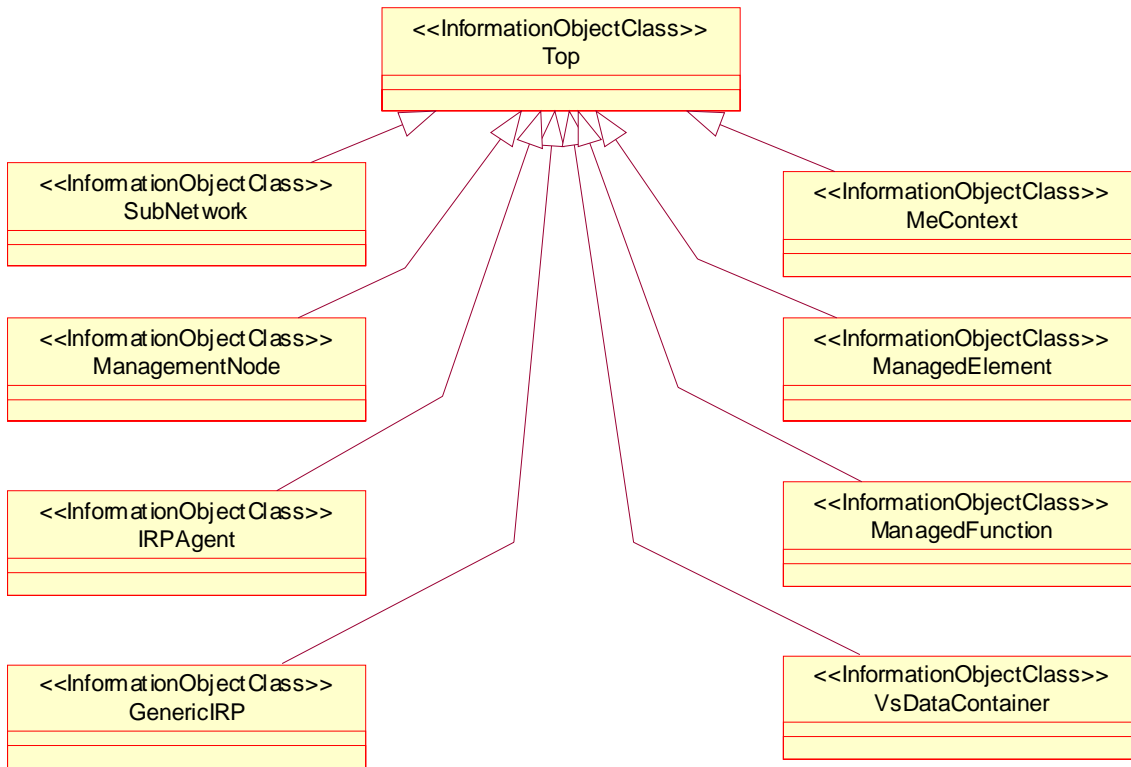 <<InformationObjectClass>>
Top
<<InformationObjectClass>>
SubNetwork
<<InformationObjectClass>>
MeContext
<<InformationObjectClass>>
ManagementNode
<<InformationObjectClass>>
ManagedElement
<<InformationObjectClass>>
IRPAgent
<<InformationObjectClass>>
ManagedFunction
<<InformationObjectClass>>
GenericIRP
<<InformationObjectClass>>
VsDataContainer